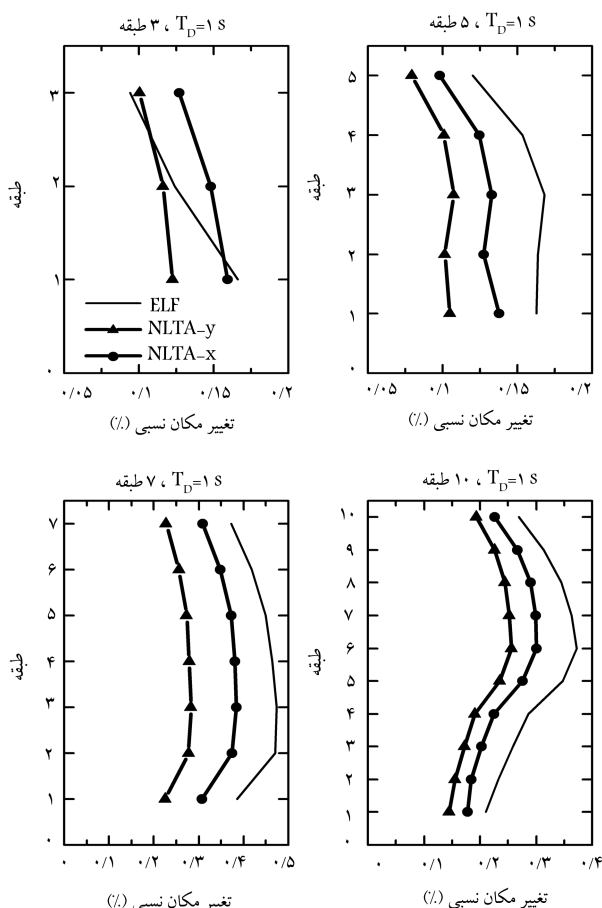 ۳ طبقه ، T_D=۱ s
۳
۲
۱
۰
طبقه
ELF
NLTA-y
NLTA-x
۰/۰۵ ۰/۱ ۰/۱۵ ۰/۲
تغییر مکان نسبی (٪)
۵ طبقه ، T_D=۱ s
۵
۴
۳
۲
۱
۰
طبقه
۰/۰۵ ۰/۱ ۰/۱۵ ۰/۲
تغییر مکان نسبی (٪)
۷ طبقه ، T_D=۱ s
۷
۶
۵
۴
۳
۲
۱
۰
طبقه
۰ ۰/۱ ۰/۲ ۰/۳ ۰/۴ ۰/۵
تغییر مکان نسبی (٪)
۱۰ طبقه ، T_D=۱ s
۱۰
۹
۸
۷
۶
۵
۴
۳
۲
۱
۰
طبقه
۰ ۰/۱ ۰/۲ ۰/۳ ۰/۴
تغییر مکان نسبی (٪)